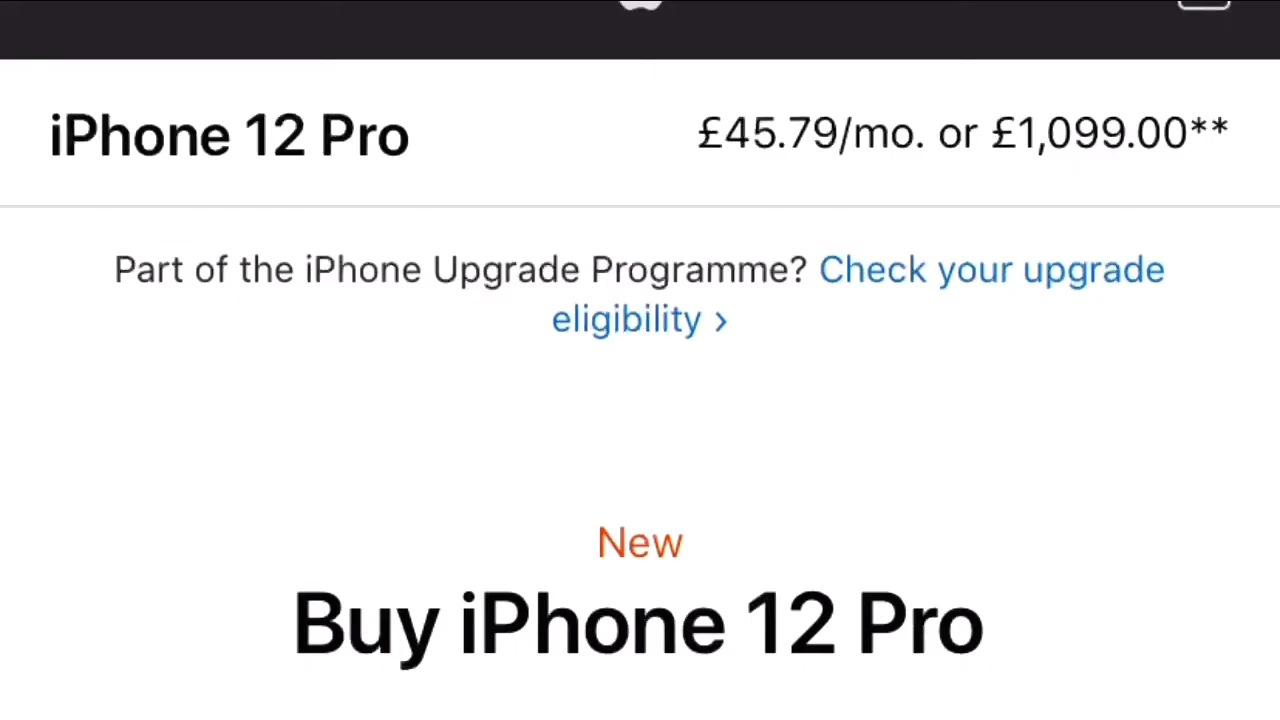 iPhone 12 Pro £45.79/mo. or £1,099.00**
Part of the iPhone Upgrade Programme? Check your upgrade
eligibility ›
New
Buy iPhone 12 Pro